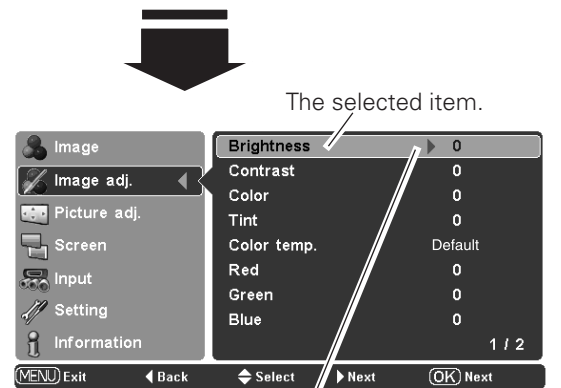 The selected item.
Image
Image adj.
Picture adj.
Screen
Input
Setting
Information
Brightness 0
Contrast 0
Color 0
Tint 0
Color temp. Default
Red 0
Green 0
Blue 0
1 / 2
MENU Exit Back Select Next OK Next